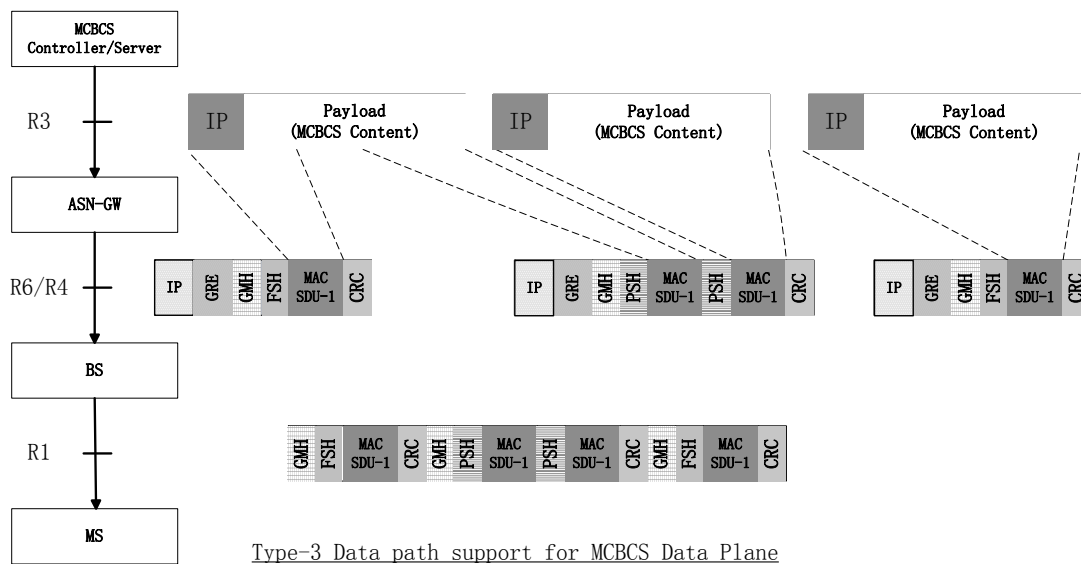 MCBCS
Controller/Server
R3
IP
Payload
(MCBCS Content)
IP
Payload
(MCBCS Content)
IP
Payload
(MCBCS Content)
ASN-GW
R6/R4
IP
GRE
GMH
FSH
MAC
SDU-1
CRC
IP
GRE
GMH
PSH
MAC
SDU-1
PSH
MAC
SDU-1
CRC
IP
GRE
GMH
FSH
MAC
SDU-1
CRC
BS
R1
GMH
FSH
MAC
SDU-1
CRC
GMH
PSH
MAC
SDU-1
PSH
MAC
SDU-1
CRC
GMH
FSH
MAC
SDU-1
CRC
MS
Type-3 Data path support for MCBCS Data Plane